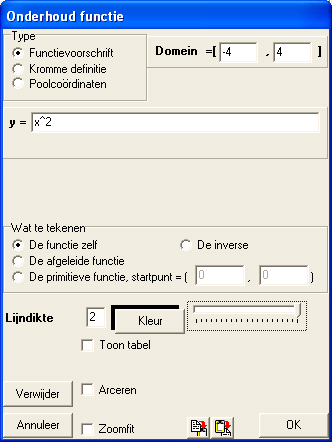 Onderhoud functie
Type
Functievoorschrift
Kromme definitie
Poolcoördinaten
Domein =[ -4 , 4 ]
y = x^2
Wat te tekenen
De functie zelf De inverse
De afgeleide functie
De primitieve functie, startpunt = ( 0 , 0 )
Lijndikte 2 Kleur
Toon tabel
Verwijder Arceren
Annuleer Zoomfit OK